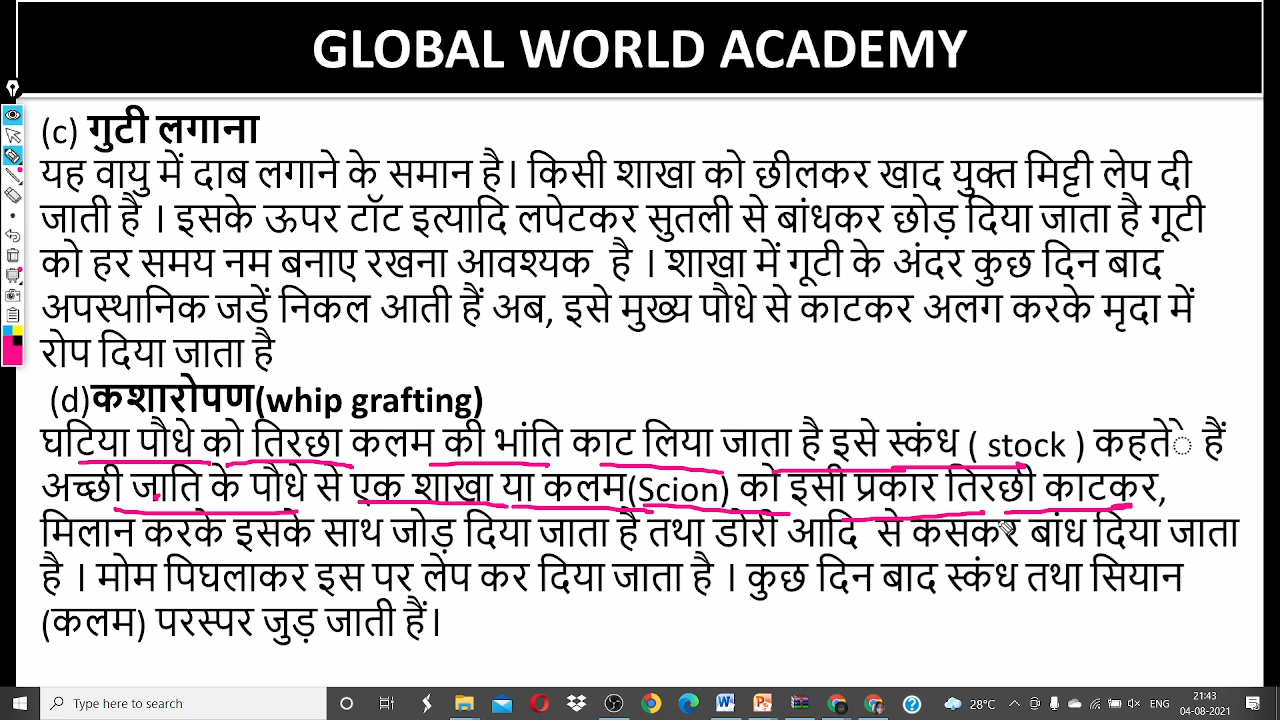 GLOBAL WORLD ACADEMY
(c) गुटी लगाना
यह वायु में दाब लगाने के समान है। किसी शाखा को छीलकर खाद युक्त मिट्टी लेप दी
जाती है । इसके ऊपर टॉट इत्यादि लपेटकर सुतली से बांधकर छोड़ दिया जाता है गूटी
को हर समय नम बनाए रखना आवश्यक है । शाखा में गूटी के अंदर कुछ दिन बाद
अपस्थानिक जडें निकल आती हैं अब, इसे मुख्य पौधे से काटकर अलग करके मृदा में
रोप दिया जाता है
(d)कशारोपण(whip grafting)
घटिया पौधे को तिरछा कलम की भांति काट लिया जाता है इसे स्कंध ( stock ) कहतेे हैं
अच्छी जाति के पौधे से एक शाखा या कलम(Scion) को इसी प्रकार तिरछी काटकर,
मिलान करके इसके साथ जोड़ दिया जाता है तथा डोरी आदि से कसकर बांध दिया जाता
है । मोम पिघलाकर इस पर लेप कर दिया जाता है । कुछ दिन बाद स्कंध तथा सियान
(कलम) परस्पर जुड़ जाती हैं।
Type here to search
28°C
ENG
21:43
04-08-2021